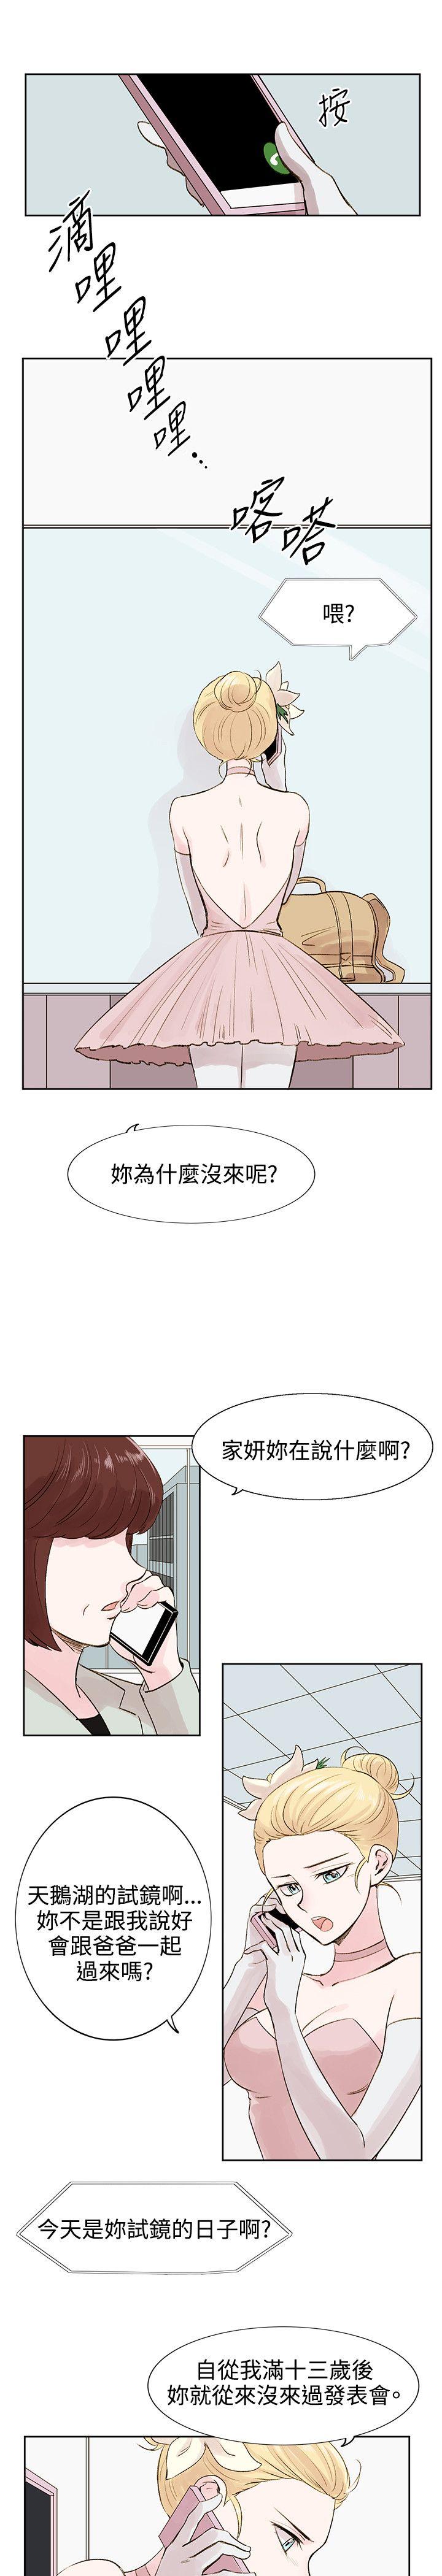 按
滴哩哩哩哩...
喀嗒
喂?
妳為什麼沒來呢?
家妍妳在說什麼啊?
天鵝湖的試鏡啊...
妳不是跟我說好
會跟爸爸一起
過來嗎?
今天是妳試鏡的日子啊?
自從我滿十三歲後
妳就從來沒來過發表會。